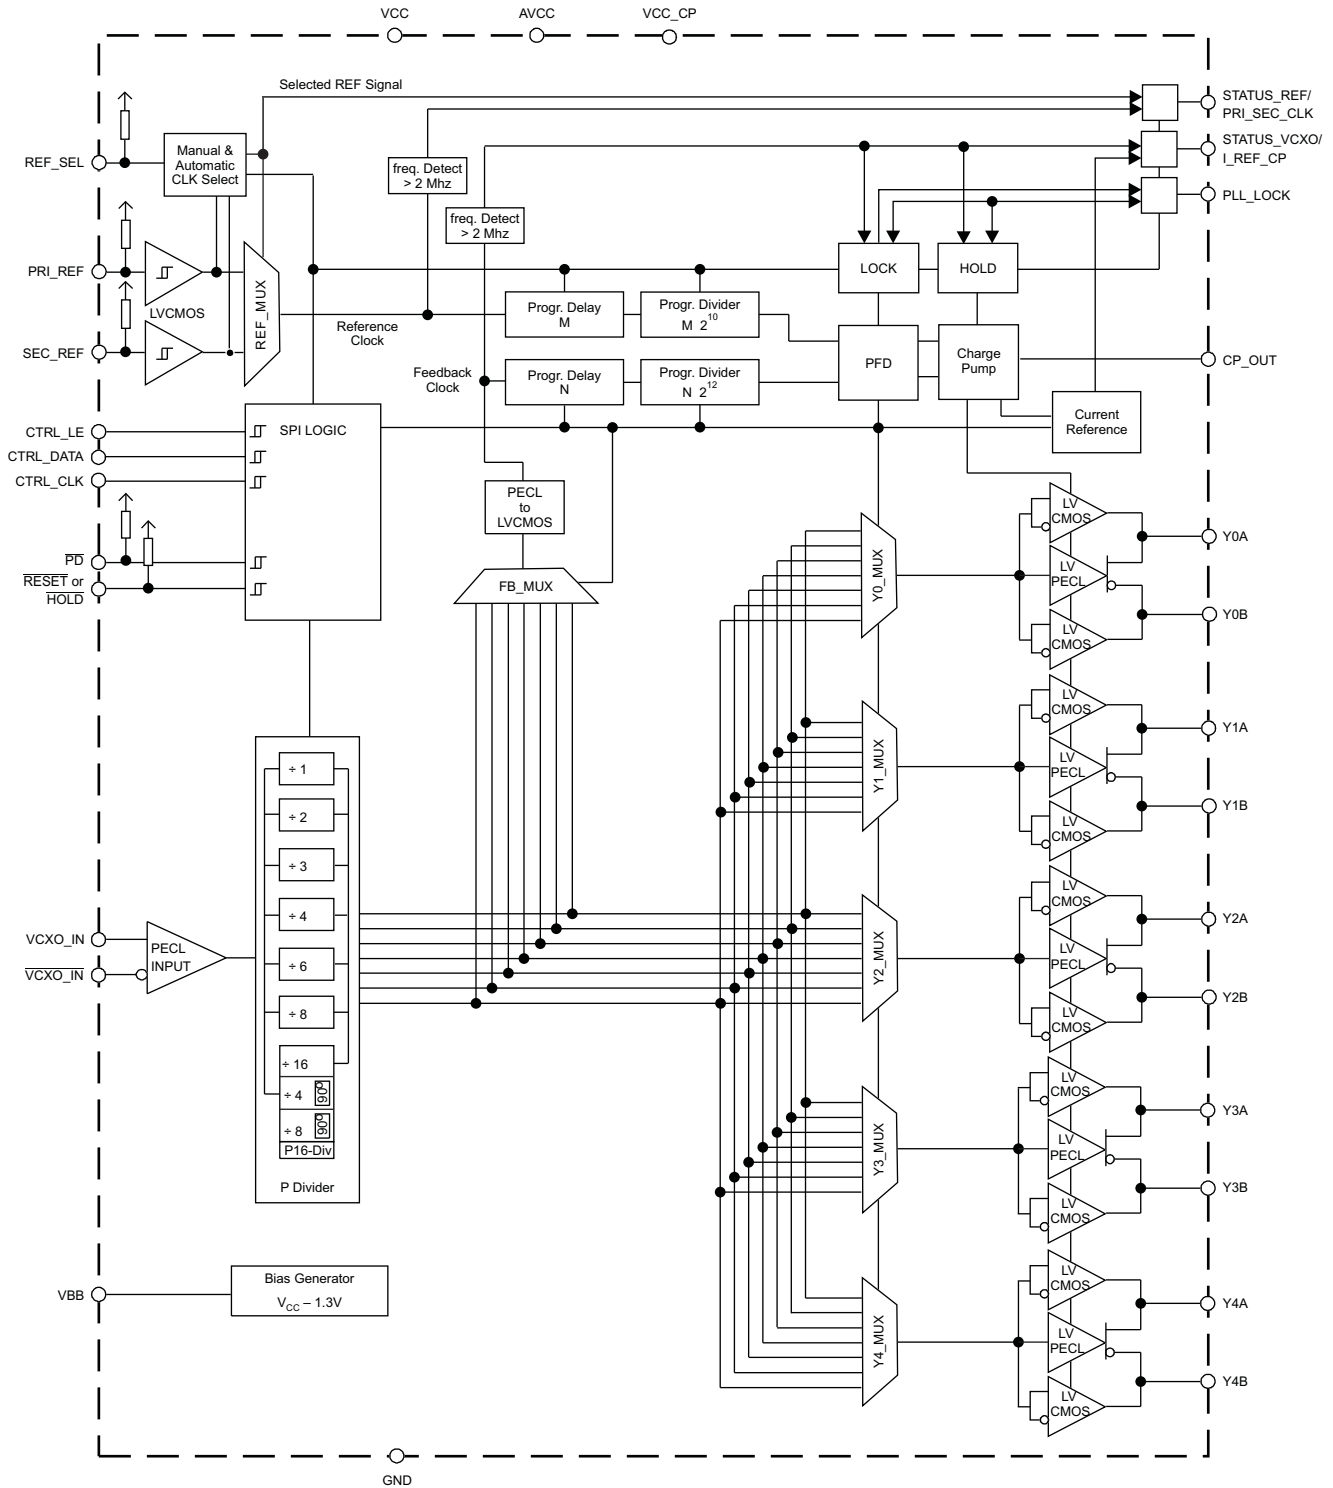 VCC
AVCC
VCC_CP
Selected REF Signal
STATUS_REF/
PRI_SEC_CLK
REF_SEL
Manual &
Automatic
CLK Select
freq. Detect
> 2 Mhz
STATUS_VCXO/
I_REF_CP
PLL_LOCK
freq. Detect
> 2 Mhz
PRI_REF
LVCMOS
SEC_REF
REF_MUX
Reference
Clock
Progr. Delay
M
Progr. Divider
M 2^10
LOCK
HOLD
PFD
Charge
Pump
CP_OUT
Feedback
Clock
Progr. Delay
N
Progr. Divider
N 2^12
Current
Reference
CTRL_LE
CTRL_DATA
CTRL_CLK
SPI LOGIC
PD
RESET or
HOLD
PECL
to
LVCMOS
FB_MUX
Y0_MUX
LV
CMOS
LV
PECL
LV
CMOS
Y0A
Y0B
Y1_MUX
LV
CMOS
LV
PECL
LV
CMOS
Y1A
Y1B
÷ 1
÷ 2
÷ 3
÷ 4
÷ 6
÷ 8
÷ 16
÷ 4
90°
÷ 8
90°
P16-Div
P Divider
VCXO_IN
VCXO_IN
PECL
INPUT
Y2_MUX
LV
CMOS
LV
PECL
LV
CMOS
Y2A
Y2B
Y3_MUX
LV
CMOS
LV
PECL
LV
CMOS
Y3A
Y3B
VBB
Bias Generator
VCC – 1.3V
Y4_MUX
LV
CMOS
LV
PECL
LV
CMOS
Y4A
Y4B
GND